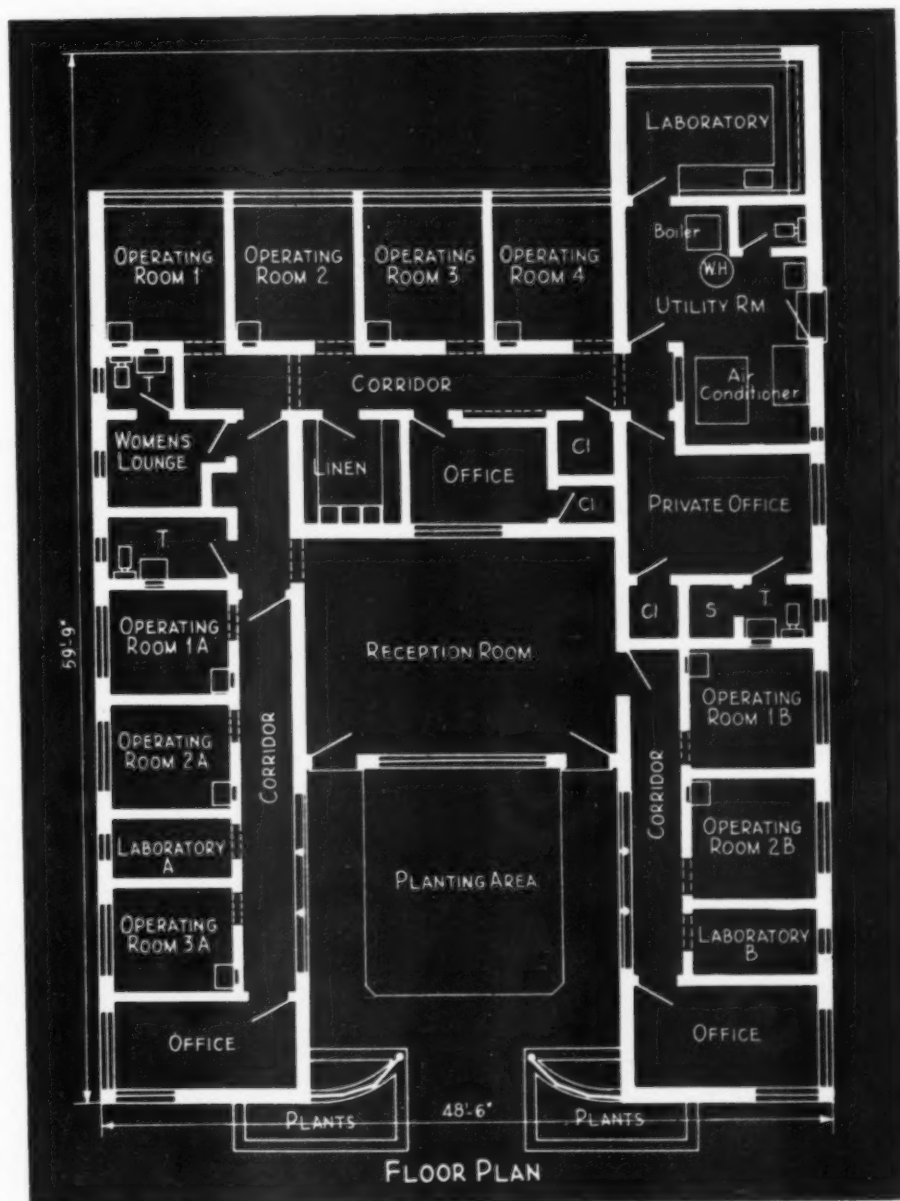 LABORATORY
Boiler
W.H
UTILITY RM
Air
Conditioner
OPERATING
ROOM 1
OPERATING
ROOM 2
OPERATING
ROOM 3
OPERATING
ROOM 4
T
CORRIDOR
WOMENS
LOUNGE
LINEN
OFFICE
Cl
Cl
PRIVATE OFFICE
T
Cl
S
T
59'-9"
OPERATING
ROOM 1A
RECEPTION ROOM
OPERATING
ROOM 1B
OPERATING
ROOM 2A
CORRIDOR
CORRIDOR
OPERATING
ROOM 2B
LABORATORY
A
PLANTING AREA
OPERATING
ROOM 3A
LABORATORY
B
OFFICE
OFFICE
PLANTS
48'-6"
PLANTS
FLOOR PLAN